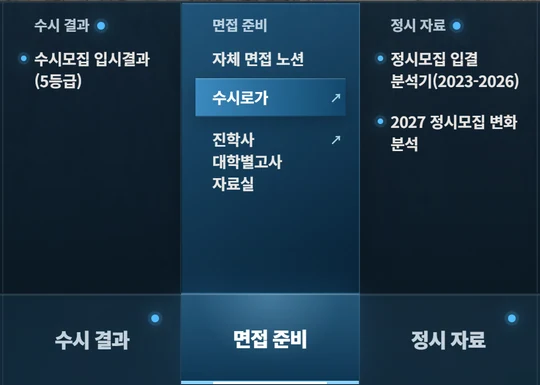 수시 결과
수시모집 입시결과
(5등급)
면접 준비
자체 면접 노션
수시로가 ↗
진학사 ↗
대학별고사
자료실
정시 자료
정시모집 입결
분석기(2023-2026)
2027 정시모집 변화
분석
수시 결과
면접 준비
정시 자료